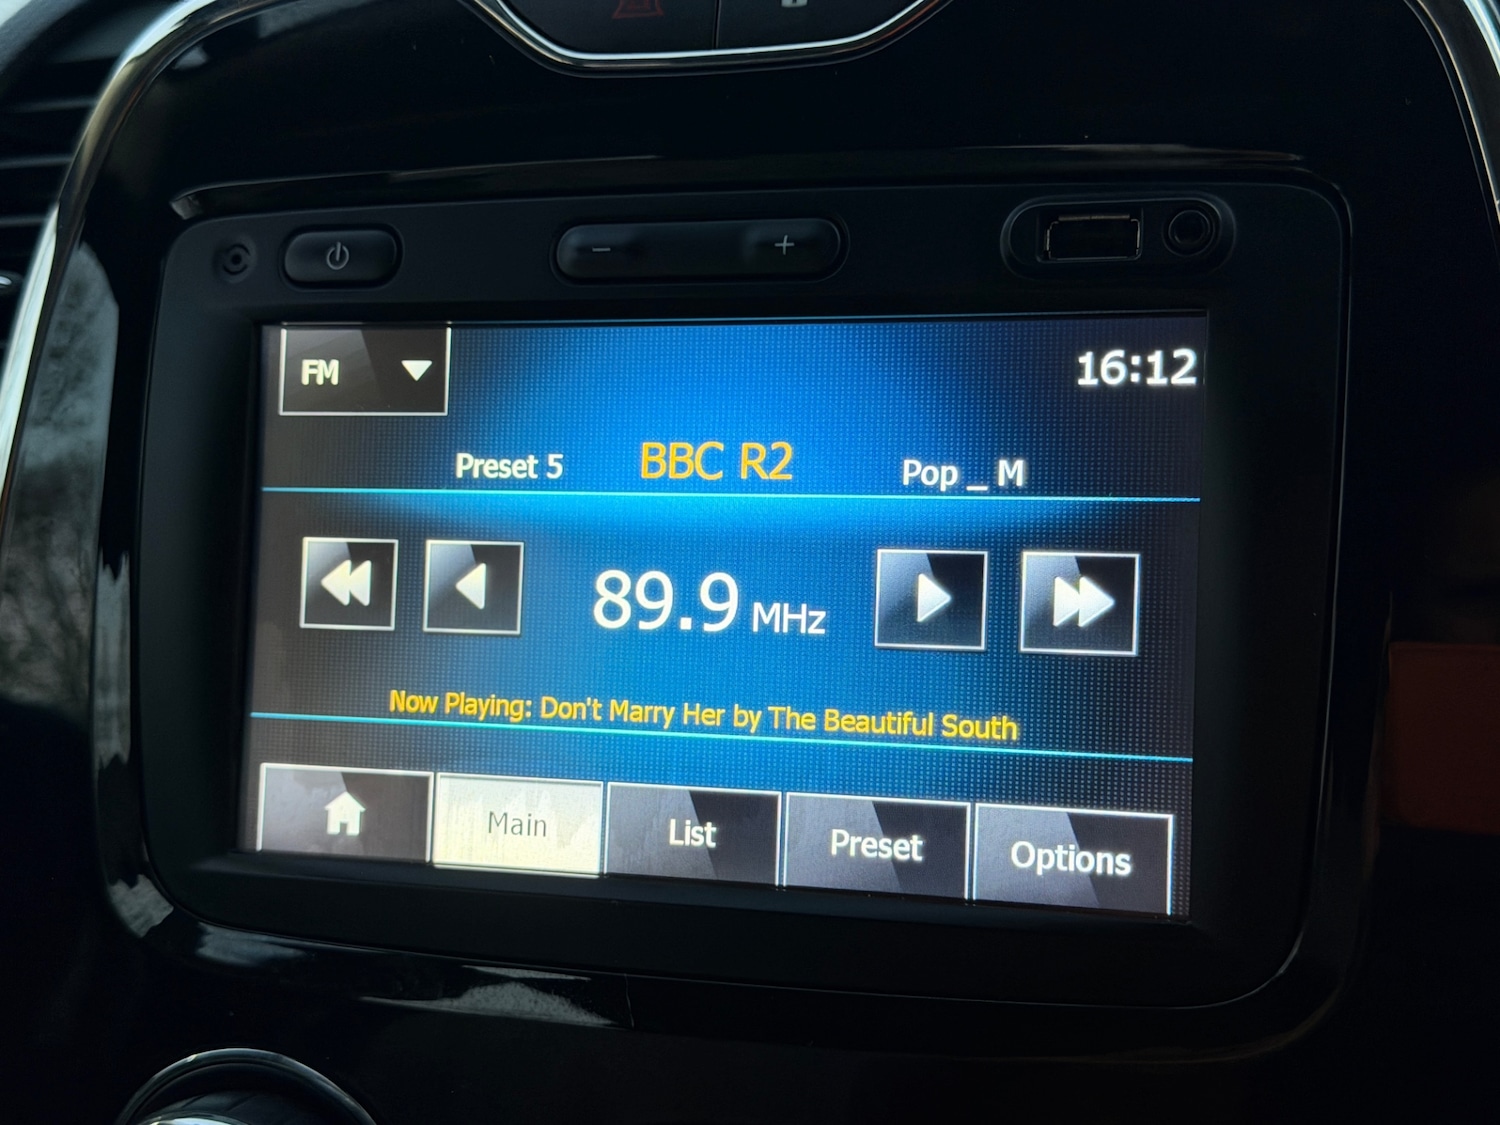 FM
16:12
Preset 5 BBC R2 Pop _ M
89.9 MHz
Now Playing: Don't Marry Her by The Beautiful South
Main List Preset Options